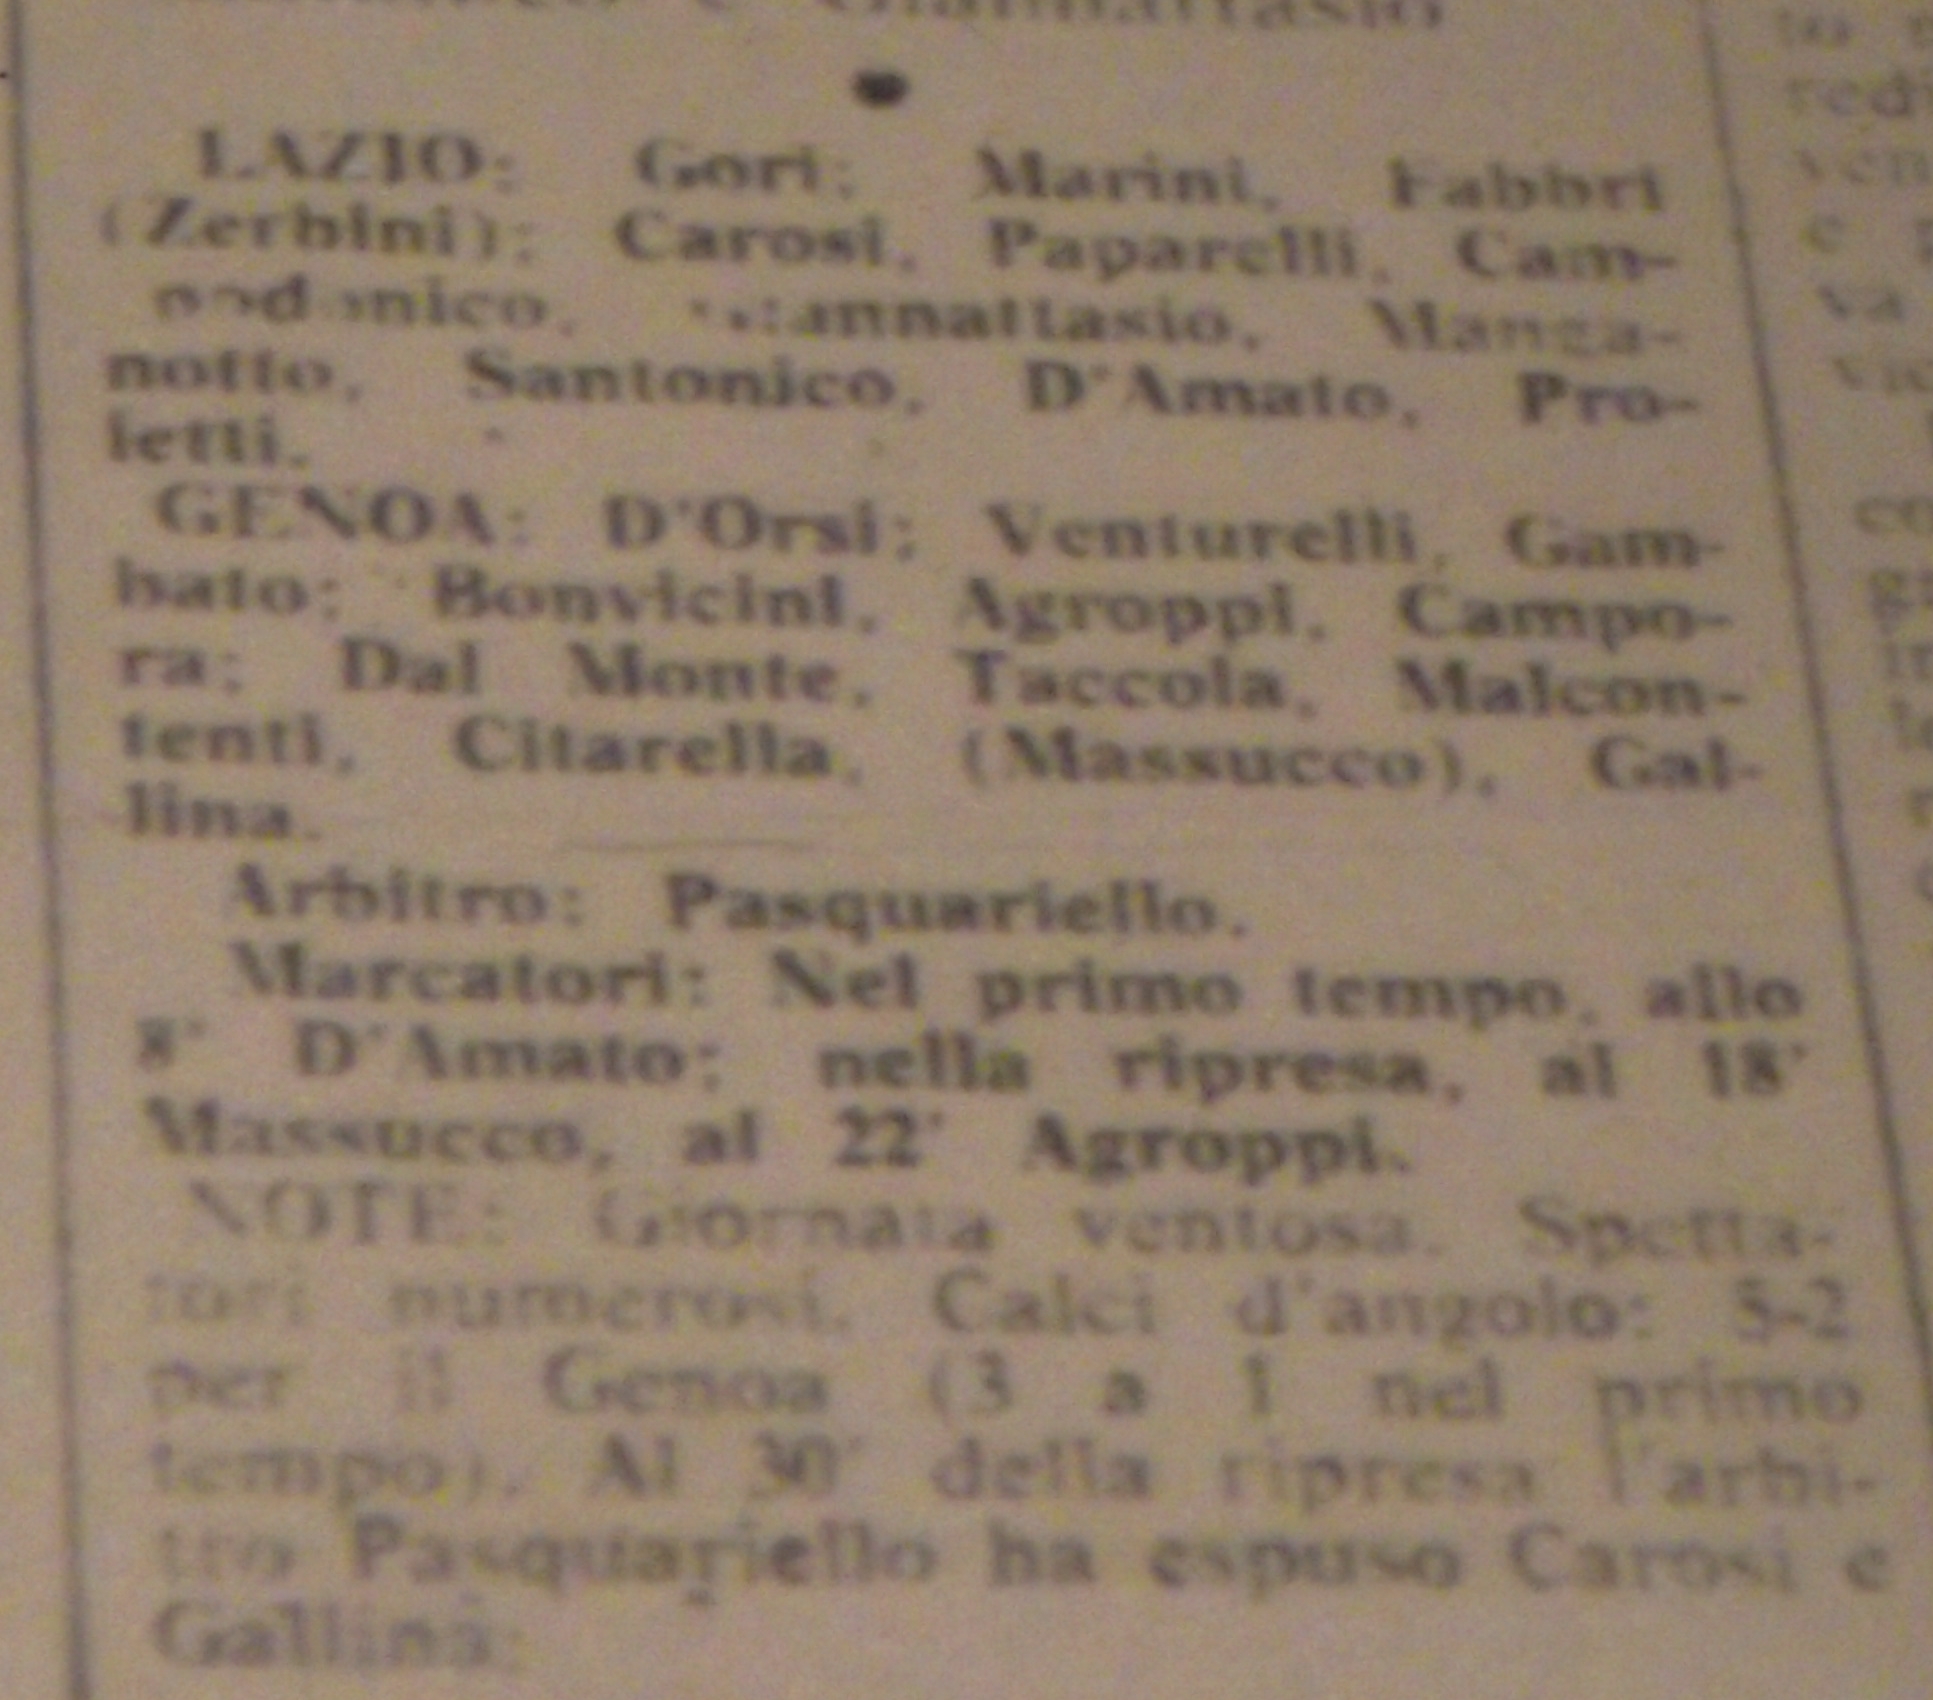 LAZIO: Gori; Marini, Fabbri
(Zerbini); Carosi, Paparelli, Cam-
podonico, Giannattasio, Manga-
notto, Santonico, D'Amato, Pro-
ietti.
GENOA: D'Orsi; Venturelli, Gam-
bato; Bonvicini, Agroppi, Campo-
ra; Dal Monte, Taccola, Malcon-
tenti, Citarella, (Massucco), Gal-
lina.
Arbitro: Pasquariello.
Marcatori: Nel primo tempo, allo
8' D'Amato; nella ripresa, al 18'
Massucco, al 22' Agroppi.
NOTE: Giornata ventosa. Spetta-
tori numerosi. Calci d'angolo: 5-2
per il Genoa (3 a 1 nel primo
tempo). Al 30' della ripresa l'arbi-
tro Pasquariello ha espuso Carosi e
Gallina.